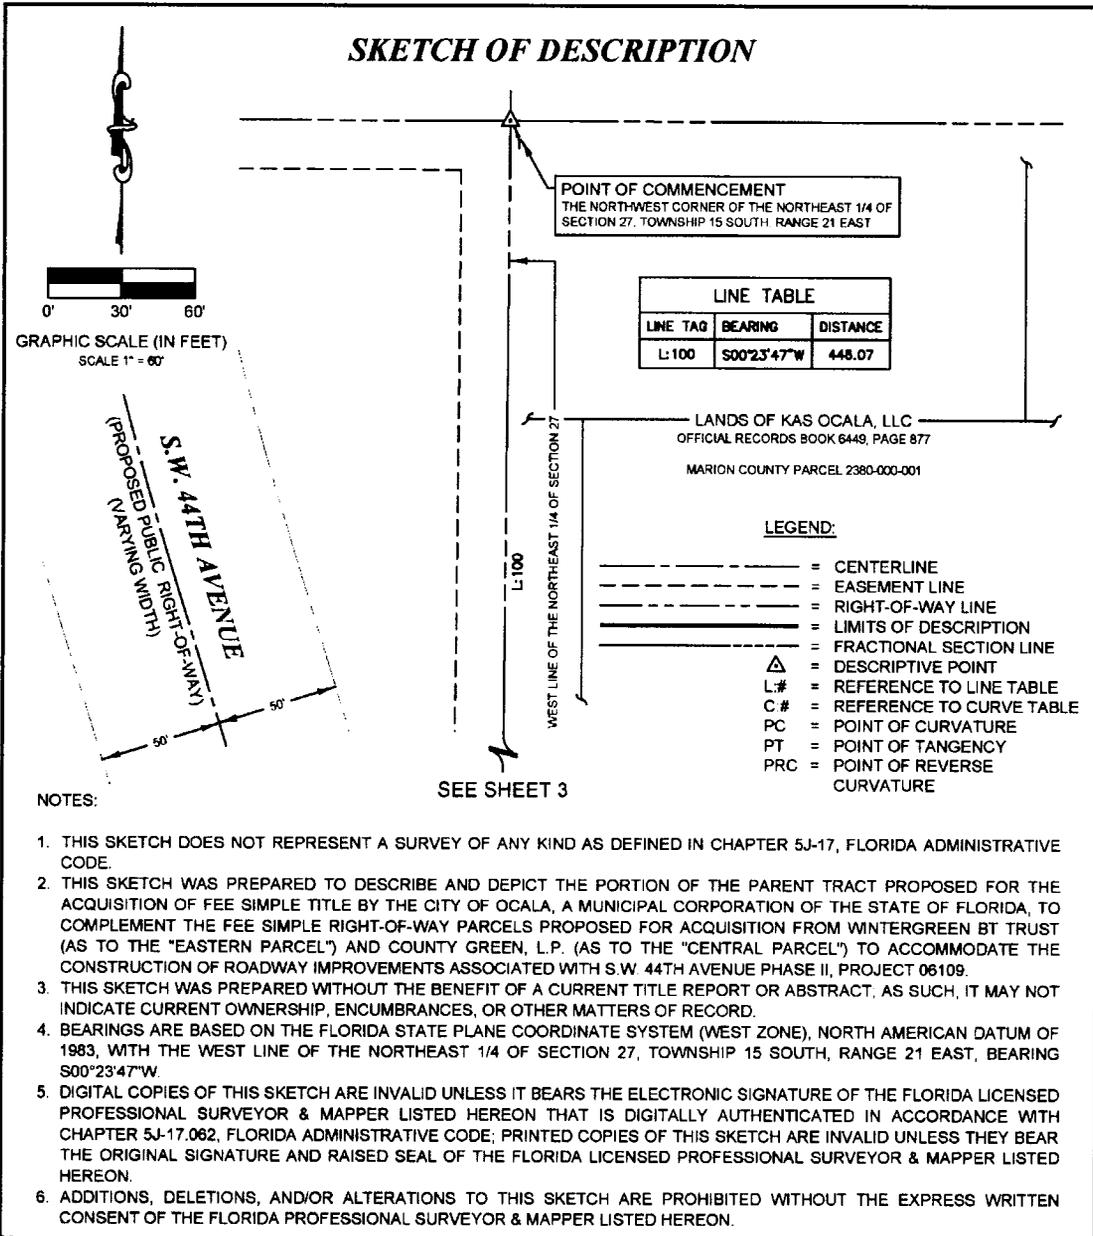 SKETCH OF DESCRIPTION
POINT OF COMMENCEMENT
THE NORTHWEST CORNER OF THE NORTHEAST 1/4 OF
SECTION 27, TOWNSHIP 15 SOUTH, RANGE 21 EAST
0' 30' 60'
GRAPHIC SCALE (IN FEET)
SCALE 1" = 60'
LINE TABLE
LINE TAG BEARING DISTANCE
L:100 S00°23'47"W 448.07
S.W. 44TH AVENUE
(PROPOSED PUBLIC RIGHT-OF-WAY)
(VARYING WIDTH)
50'
50'
L:100
WEST LINE OF THE NORTHEAST 1/4 OF SECTION 27
LANDS OF KAS OCALA, LLC
OFFICIAL RECORDS BOOK 6449, PAGE 877
MARION COUNTY PARCEL 2380-000-001
LEGEND:
= CENTERLINE
= EASEMENT LINE
= RIGHT-OF-WAY LINE
= LIMITS OF DESCRIPTION
= FRACTIONAL SECTION LINE
= DESCRIPTIVE POINT
L:# = REFERENCE TO LINE TABLE
C:# = REFERENCE TO CURVE TABLE
PC = POINT OF CURVATURE
PT = POINT OF TANGENCY
PRC = POINT OF REVERSE
CURVATURE
SEE SHEET 3
NOTES:
1. THIS SKETCH DOES NOT REPRESENT A SURVEY OF ANY KIND AS DEFINED IN CHAPTER 5J-17, FLORIDA ADMINISTRATIVE
CODE.
2. THIS SKETCH WAS PREPARED TO DESCRIBE AND DEPICT THE PORTION OF THE PARENT TRACT PROPOSED FOR THE
ACQUISITION OF FEE SIMPLE TITLE BY THE CITY OF OCALA, A MUNICIPAL CORPORATION OF THE STATE OF FLORIDA, TO
COMPLEMENT THE FEE SIMPLE RIGHT-OF-WAY PARCELS PROPOSED FOR ACQUISITION FROM WINTERGREEN BT TRUST
(AS TO THE "EASTERN PARCEL") AND COUNTY GREEN, L.P. (AS TO THE "CENTRAL PARCEL") TO ACCOMMODATE THE
CONSTRUCTION OF ROADWAY IMPROVEMENTS ASSOCIATED WITH S.W. 44TH AVENUE PHASE II, PROJECT 06109.
3. THIS SKETCH WAS PREPARED WITHOUT THE BENEFIT OF A CURRENT TITLE REPORT OR ABSTRACT, AS SUCH, IT MAY NOT
INDICATE CURRENT OWNERSHIP, ENCUMBRANCES, OR OTHER MATTERS OF RECORD.
4. BEARINGS ARE BASED ON THE FLORIDA STATE PLANE COORDINATE SYSTEM (WEST ZONE), NORTH AMERICAN DATUM OF
1983, WITH THE WEST LINE OF THE NORTHEAST 1/4 OF SECTION 27, TOWNSHIP 15 SOUTH, RANGE 21 EAST, BEARING
S00°23'47"W.
5. DIGITAL COPIES OF THIS SKETCH ARE INVALID UNLESS IT BEARS THE ELECTRONIC SIGNATURE OF THE FLORIDA LICENSED
PROFESSIONAL SURVEYOR & MAPPER LISTED HEREON THAT IS DIGITALLY AUTHENTICATED IN ACCORDANCE WITH
CHAPTER 5J-17.062, FLORIDA ADMINISTRATIVE CODE; PRINTED COPIES OF THIS SKETCH ARE INVALID UNLESS THEY BEAR
THE ORIGINAL SIGNATURE AND RAISED SEAL OF THE FLORIDA LICENSED PROFESSIONAL SURVEYOR & MAPPER LISTED
HEREON.
6. ADDITIONS, DELETIONS, AND/OR ALTERATIONS TO THIS SKETCH ARE PROHIBITED WITHOUT THE EXPRESS WRITTEN
CONSENT OF THE FLORIDA PROFESSIONAL SURVEYOR & MAPPER LISTED HEREON.